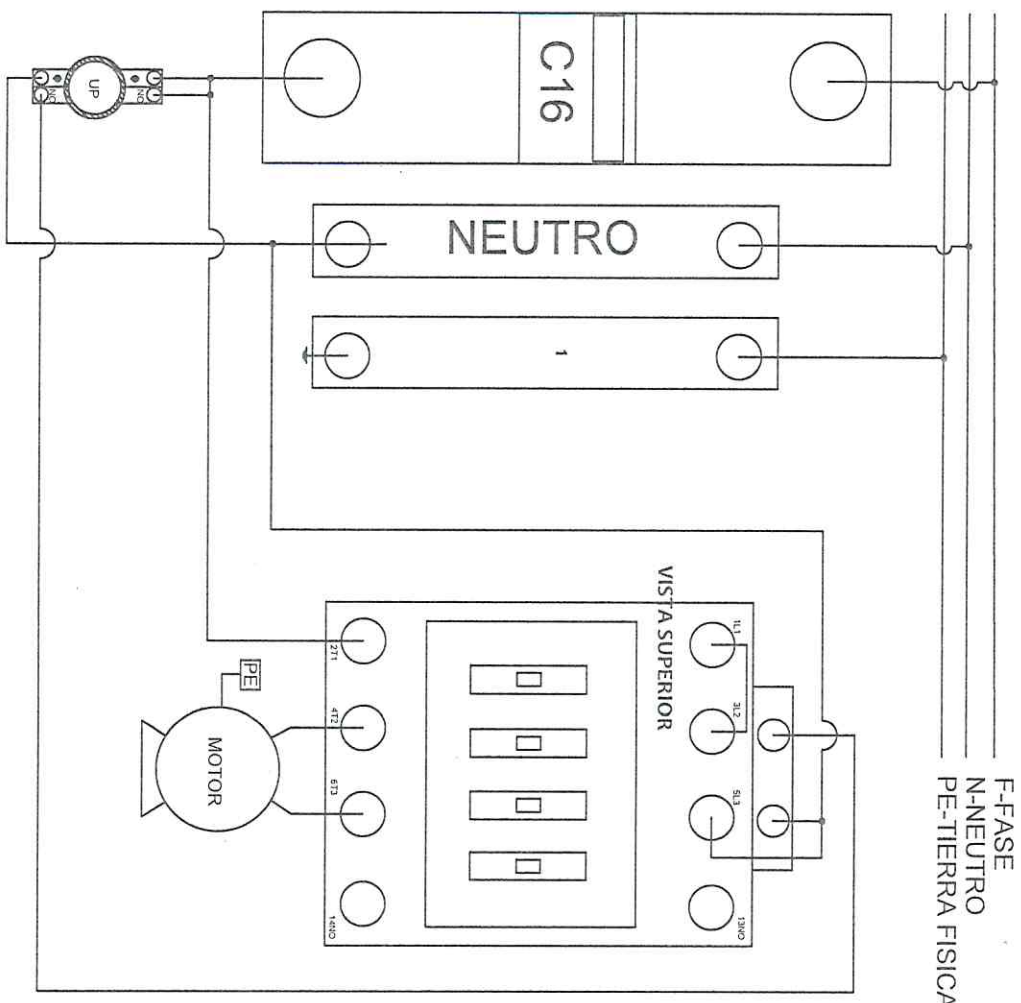 F-FASE
N-NEUTRO
PE-TIERRA FISICA
C16
UP
NO
NC
NEUTRO
1
VISTA SUPERIOR
1L1
3L2
5L3
13NO
2T1
4T2
6T3
14NO
PE
MOTOR